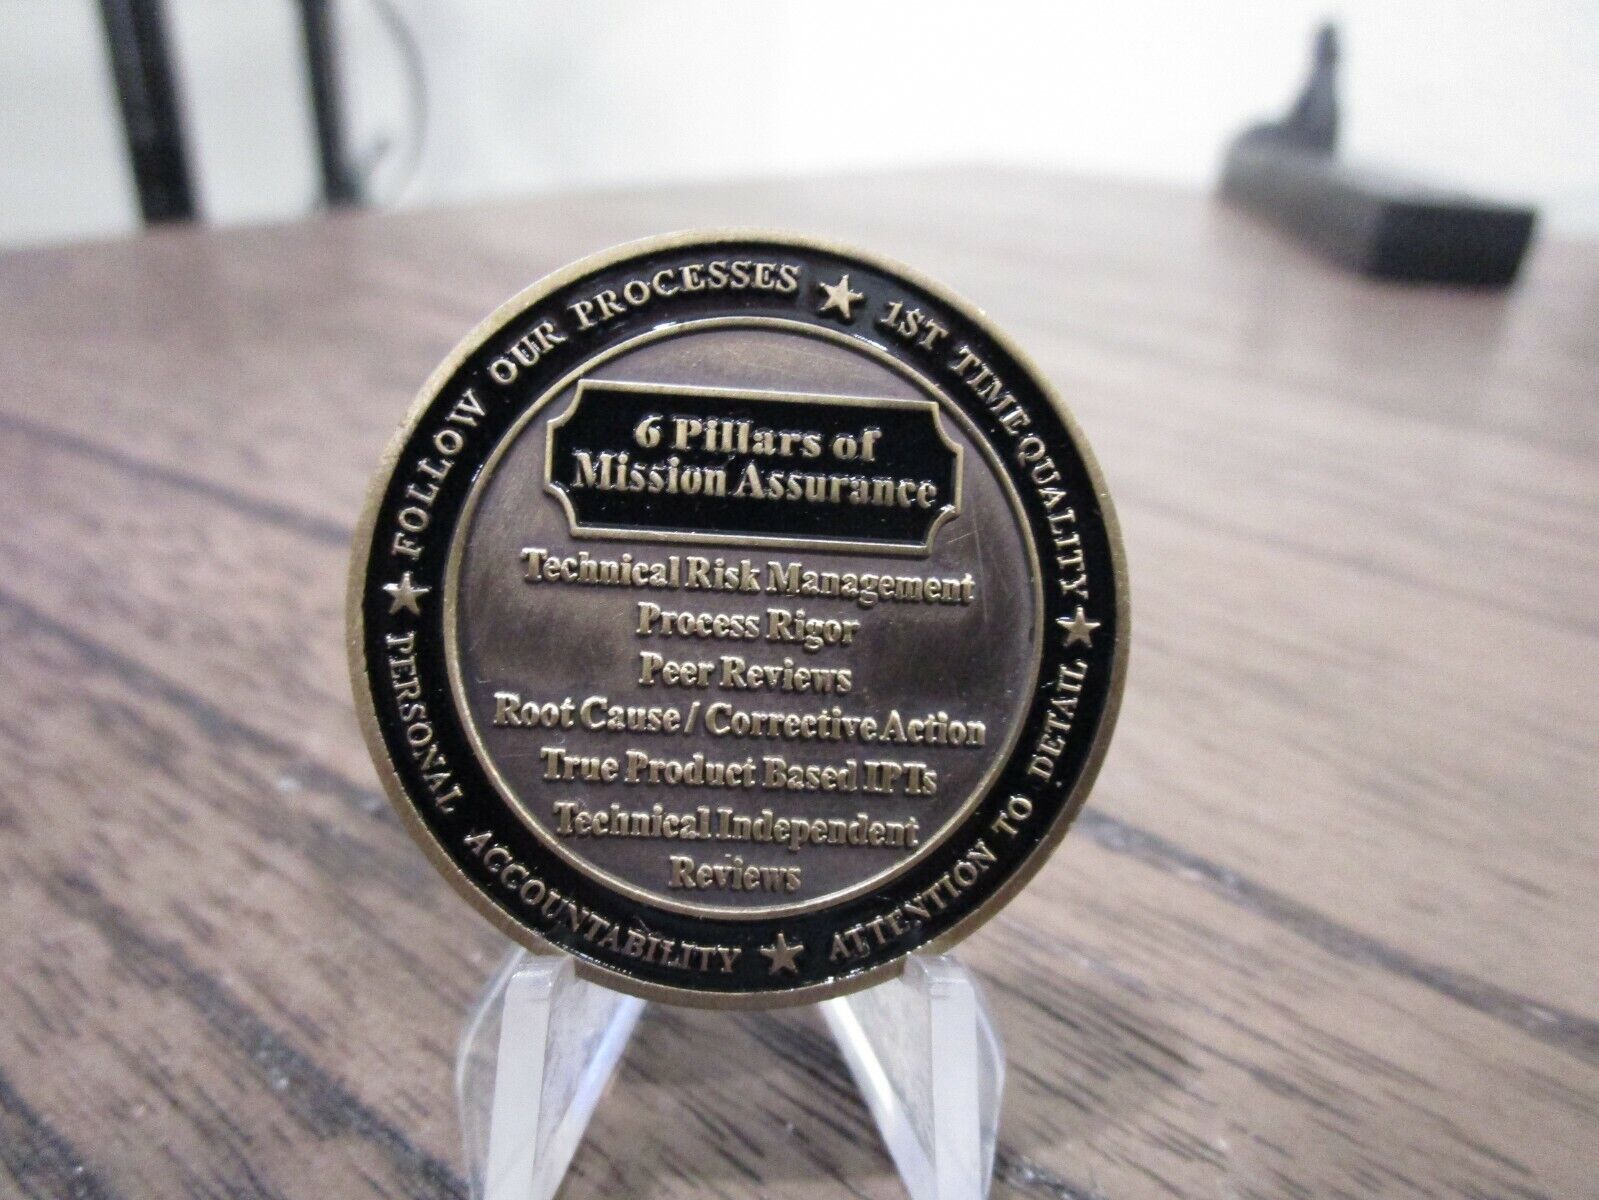 ★ FOLLOW OUR PROCESSES ★ 1ST TIME QUALITY ★ ATTENTION TO DETAIL ★ PERSONAL ACCOUNTABILITY
6 Pillars of
Mission Assurance
Technical Risk Management
Process Rigor
Peer Reviews
Root Cause / Corrective Action
True Product Based IPTs
Technical Independent
Reviews